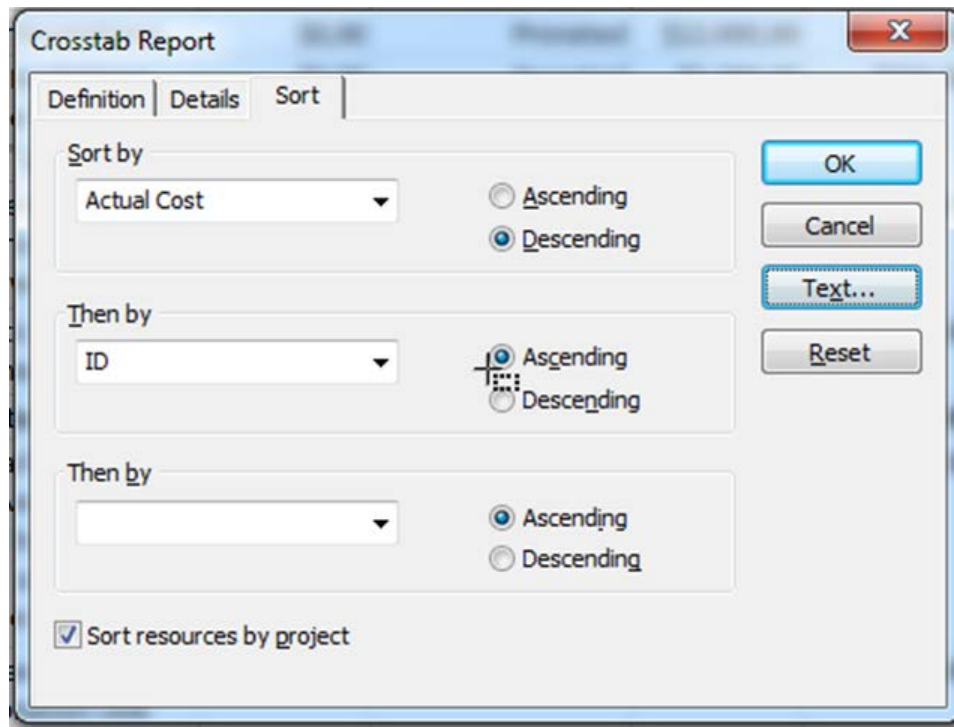 Crosstab Report
Definition Details Sort
Sort by
Actual Cost
Ascending
Descending
Then by
ID
Ascending
Descending
Then by
Ascending
Descending
Sort resources by project
OK
Cancel
Text...
Reset